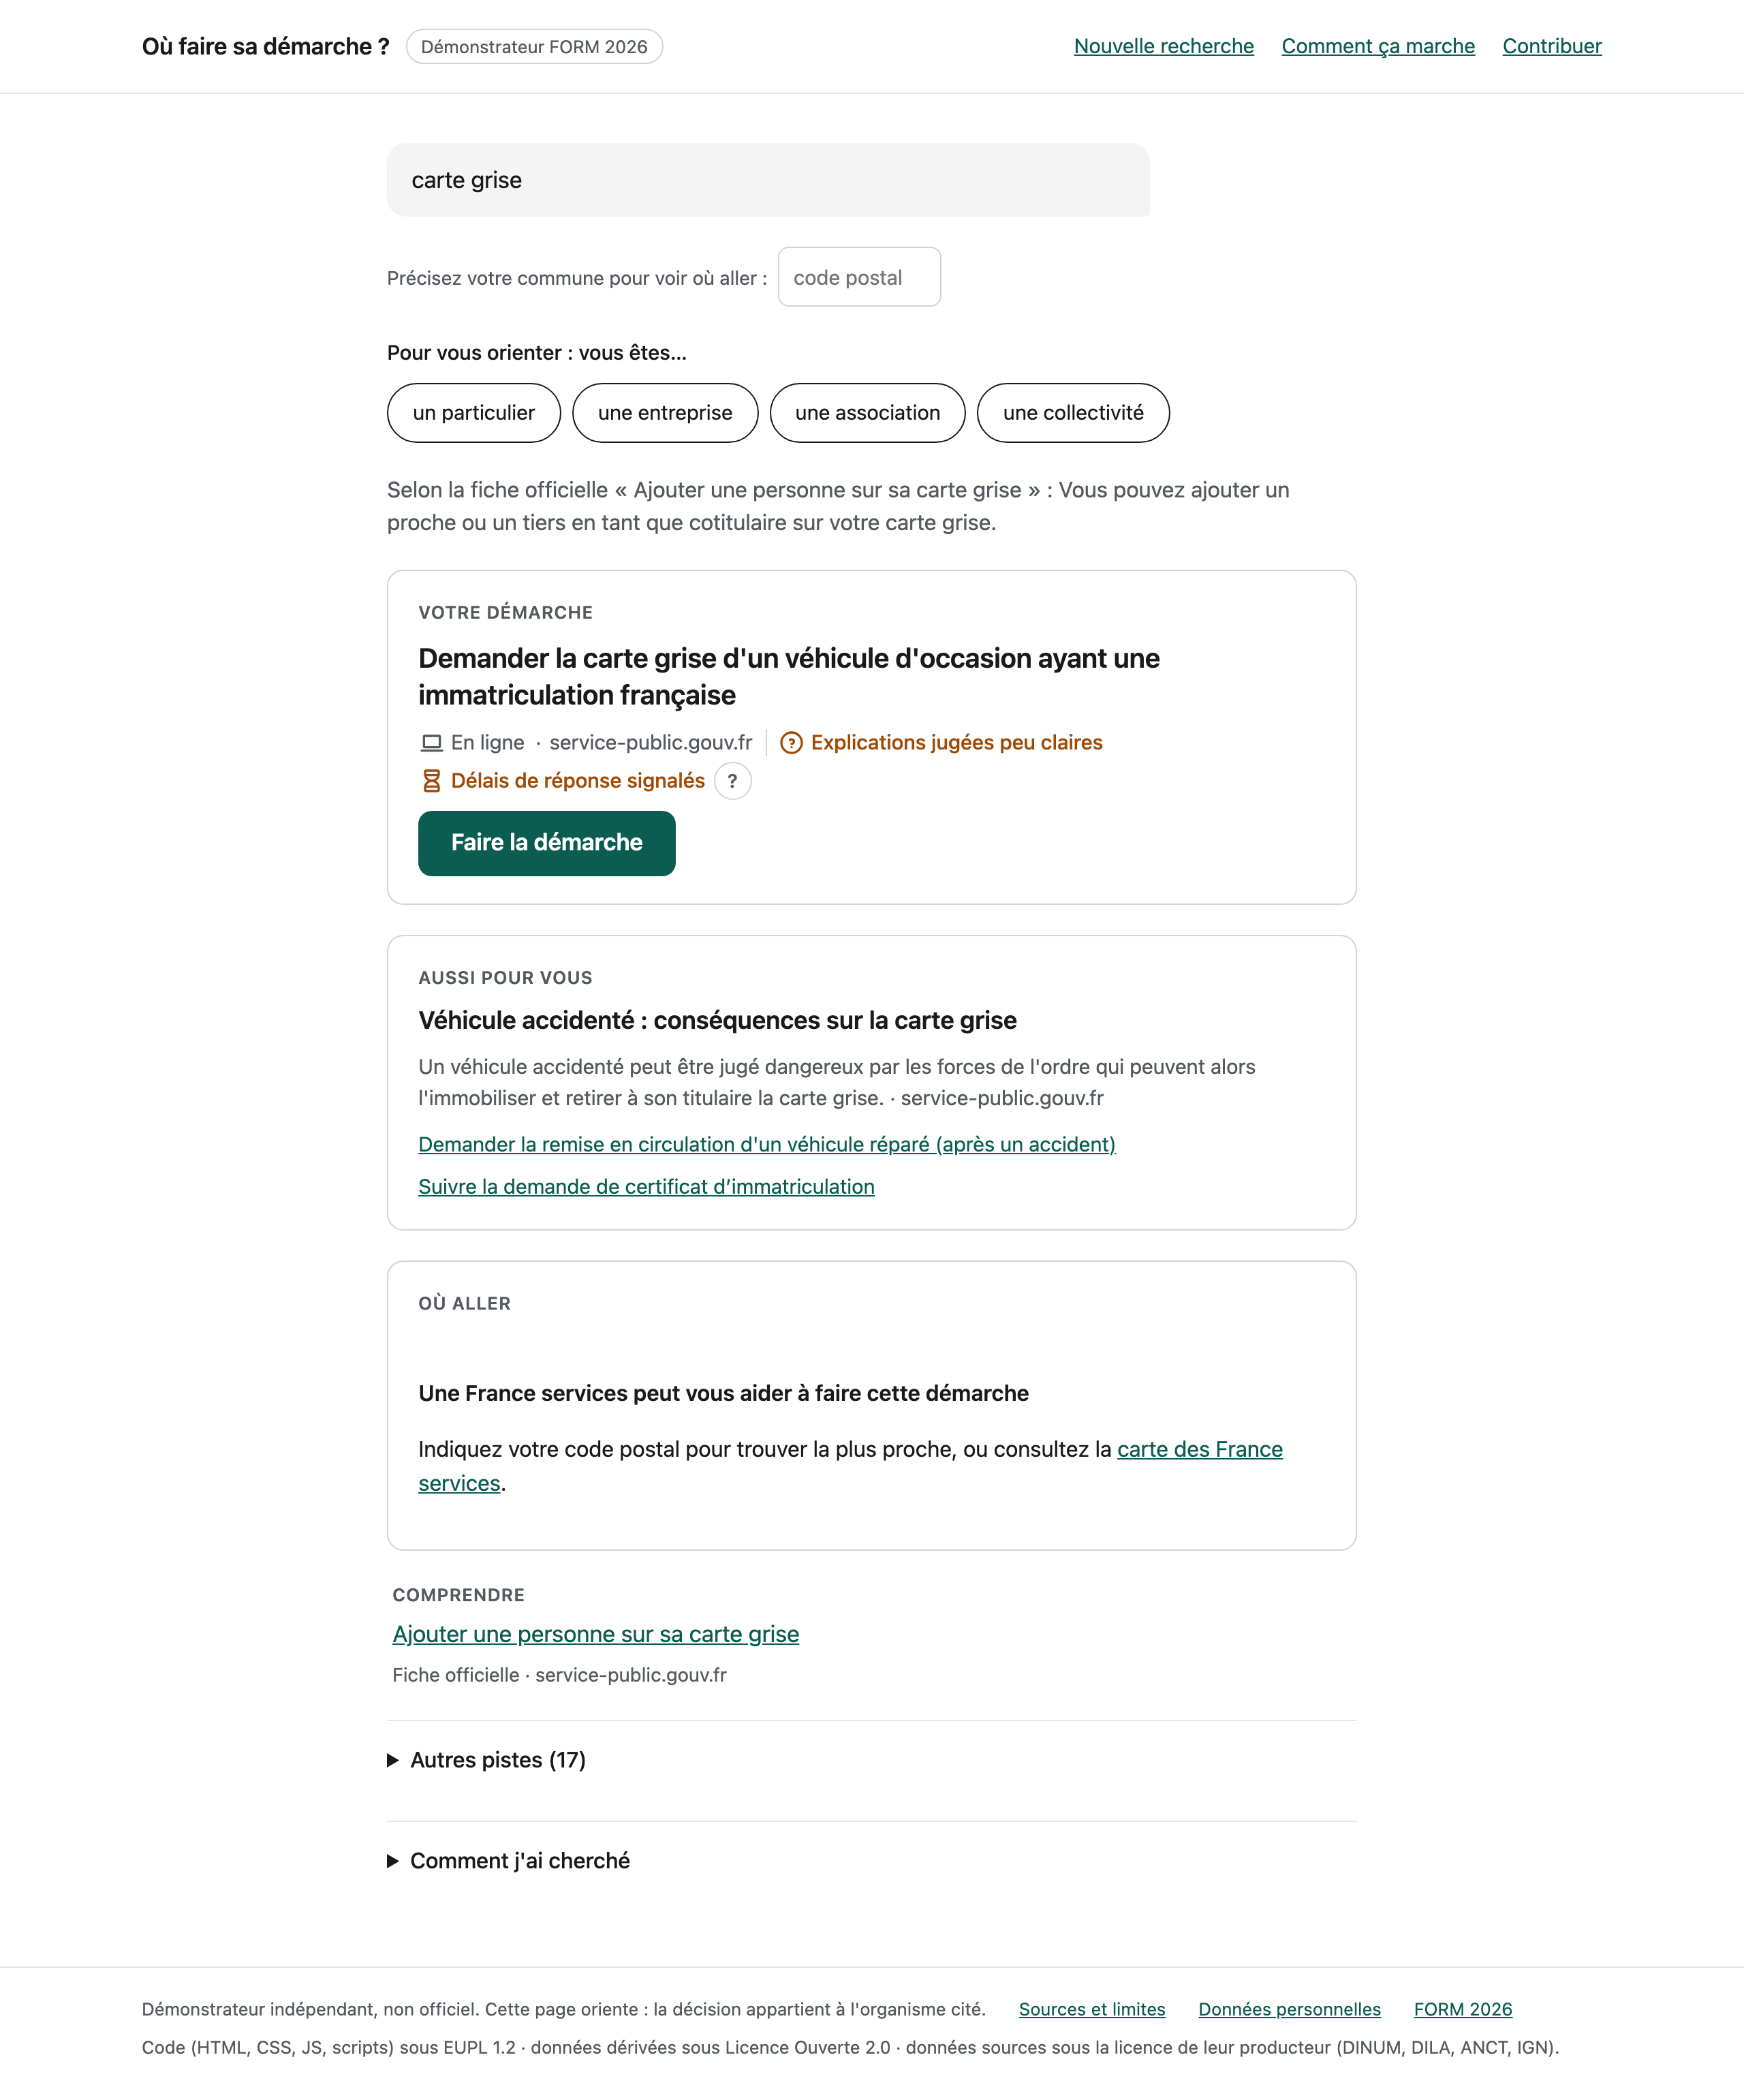 Où faire sa démarche ?
Démonstrateur FORM 2026
Nouvelle recherche
Comment ça marche
Contribuer
carte grise
Précisez votre commune pour voir où aller :
code postal
Pour vous orienter : vous êtes...
un particulier
une entreprise
une association
une collectivité
Selon la fiche officielle « Ajouter une personne sur sa carte grise » : Vous pouvez ajouter un
proche ou un tiers en tant que cotitulaire sur votre carte grise.
VOTRE DÉMARCHE
Demander la carte grise d'un véhicule d'occasion ayant une
immatriculation française
En ligne · service-public.gouv.fr
Explications jugées peu claires
Délais de réponse signalés
?
Faire la démarche
AUSSI POUR VOUS
Véhicule accidenté : conséquences sur la carte grise
Un véhicule accidenté peut être jugé dangereux par les forces de l'ordre qui peuvent alors
l'immobiliser et retirer à son titulaire la carte grise. · service-public.gouv.fr
Demander la remise en circulation d'un véhicule réparé (après un accident)
Suivre la demande de certificat d’immatriculation
OÙ ALLER
Une France services peut vous aider à faire cette démarche
Indiquez votre code postal pour trouver la plus proche, ou consultez la carte des France
services.
COMPRENDRE
Ajouter une personne sur sa carte grise
Fiche officielle · service-public.gouv.fr
Autres pistes (17)
Comment j'ai cherché
Démonstrateur indépendant, non officiel. Cette page oriente : la décision appartient à l'organisme cité.
Sources et limites
Données personnelles
FORM 2026
Code (HTML, CSS, JS, scripts) sous EUPL 1.2 · données dérivées sous Licence Ouverte 2.0 · données sources sous la licence de leur producteur (DINUM, DILA, ANCT, IGN).